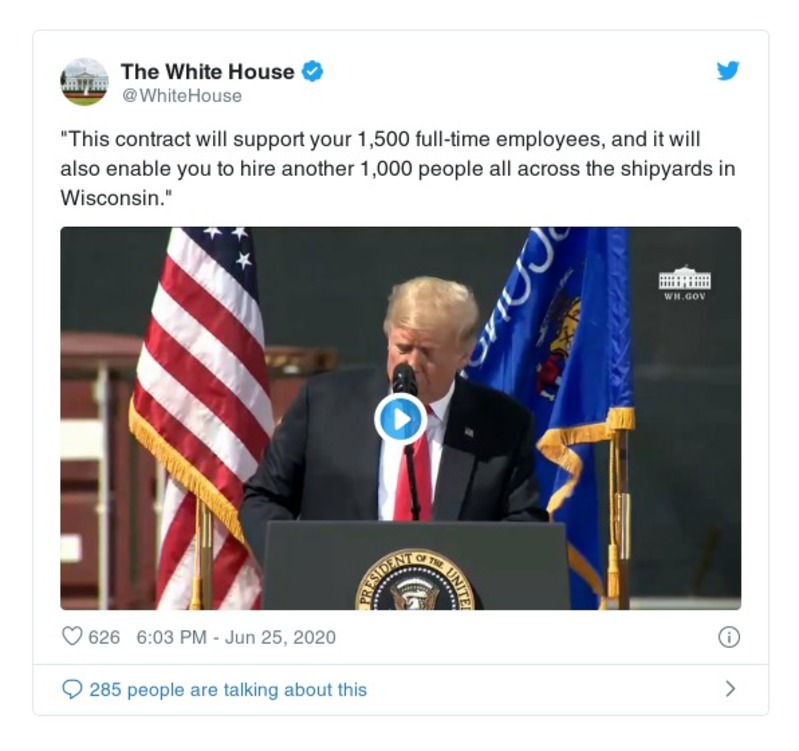 The White House
@WhiteHouse
"This contract will support your 1,500 full-time employees, and it will
also enable you to hire another 1,000 people all across the shipyards in
Wisconsin."
WH.GOV
PRESIDENT OF THE UNITED
626 6:03 PM - Jun 25, 2020
285 people are talking about this